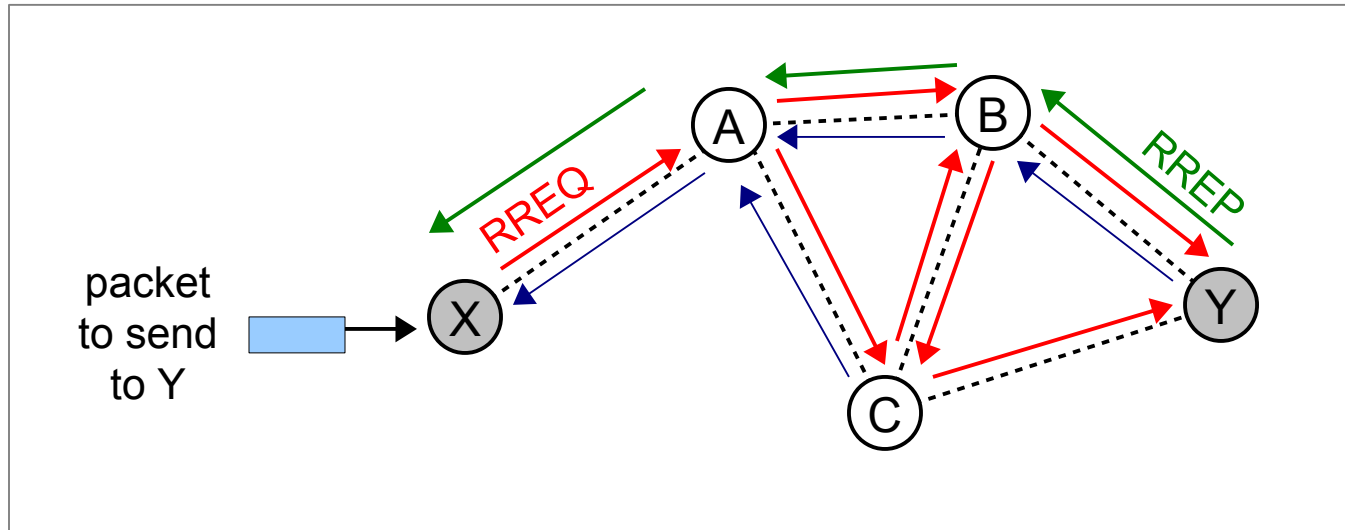 A
B
RREQ
RREP
packet
to send
to Y
X
Y
C